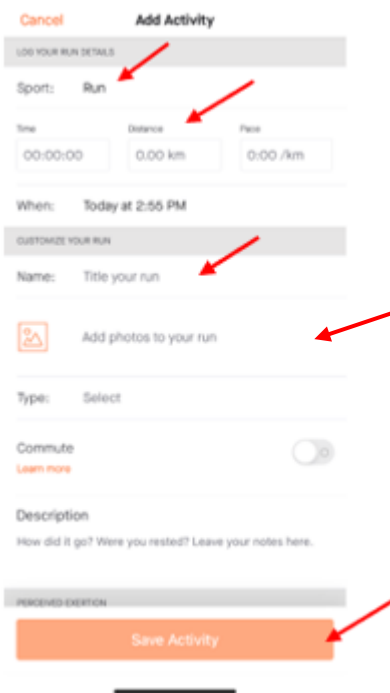 Cancel Add Activity
LOG YOUR RUN DETAILS
Sport: Run
Time Distance Pace
00:00:00 0.00 km 0:00 /km
When: Today at 2:55 PM
CUSTOMIZE YOUR RUN
Name: Title your run
Add photos to your run
Type: Select
Commute
Learn more
Description
How did it go? Were you rested? Leave your notes here.
PERCEIVED EXERTION
Save Activity